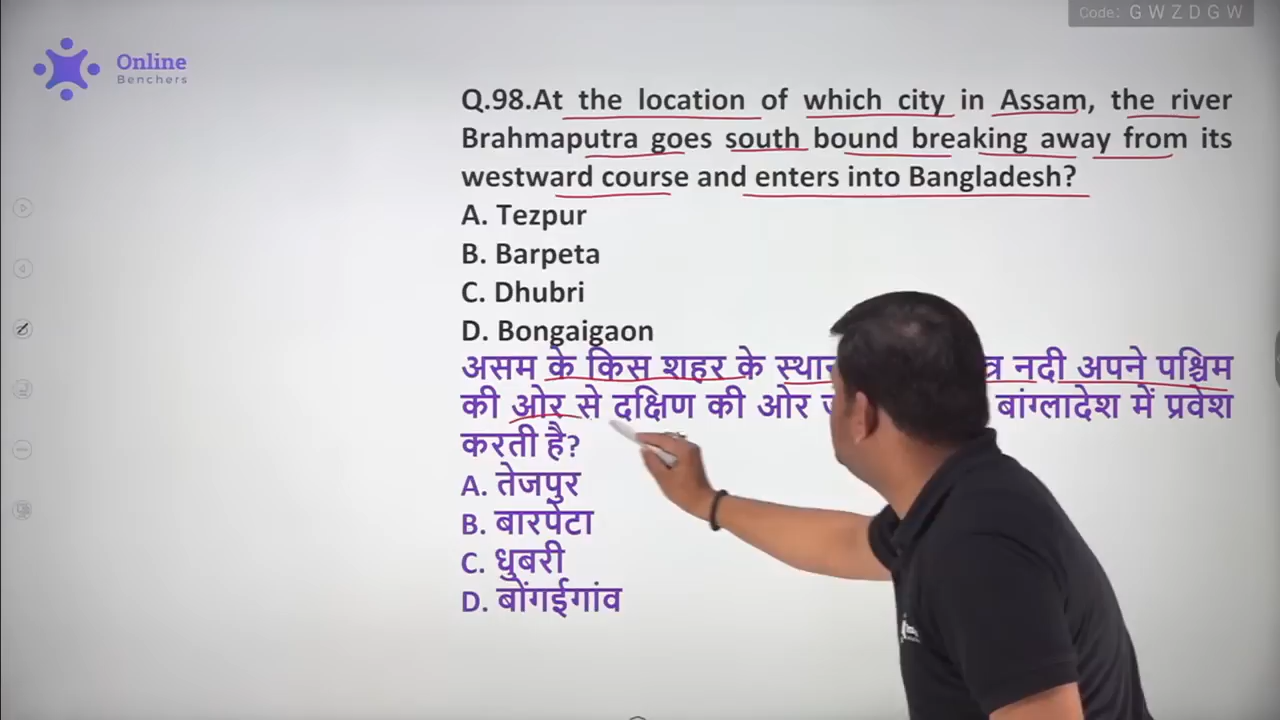 Code: G W Z D G W
Online
Benchers
Q.98.At the location of which city in Assam, the river
Brahmaputra goes south bound breaking away from its
westward course and enters into Bangladesh?
A. Tezpur
B. Barpeta
C. Dhubri
D. Bongaigaon
असम के किस शहर के नदी अपने पश्चिम
की ओर से दक्षिण की ओर बांग्लादेश में प्रवेश
करती है?
A. तेजपुर
B. बारपेटा
C. धुबरी
D. बोंगईगांव